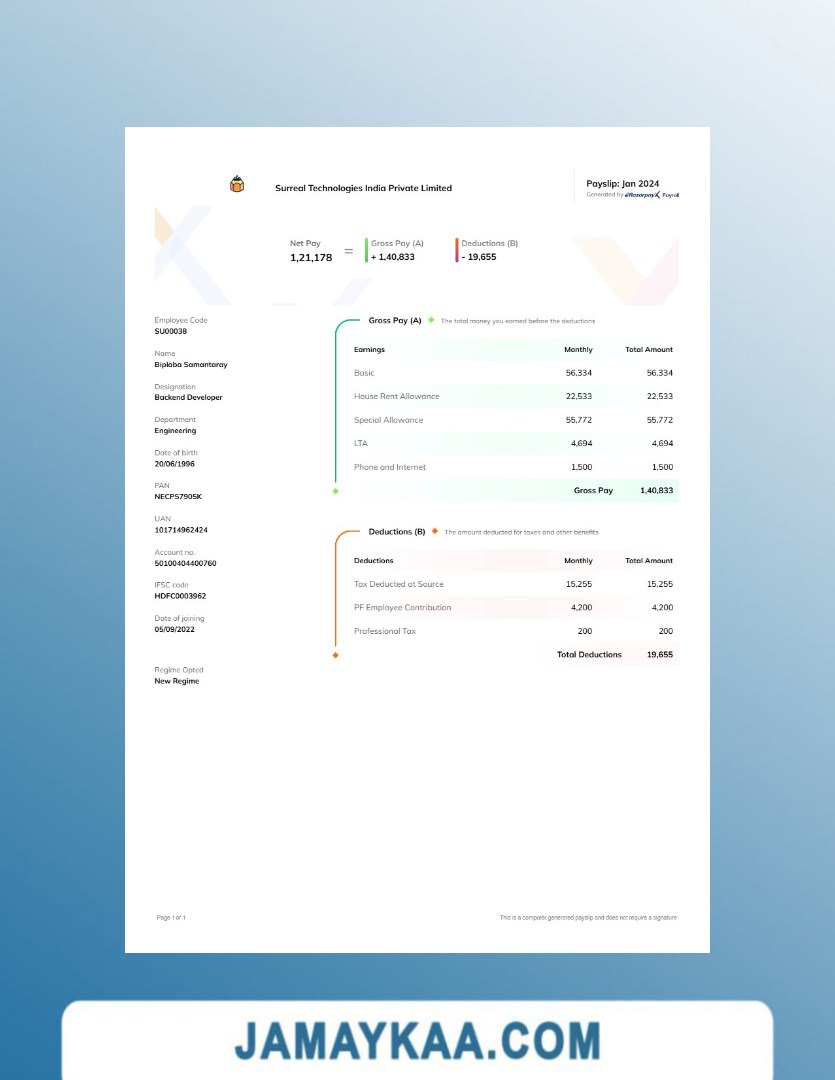 Surreal Technologies India Private Limited
Payslip: Jan 2024
Generated by RazorpayX Payroll
Net Pay = Gross Pay (A) Deductions (B)
1,21,178 + 1,40,833 - 19,655
Employee Code
SU00038
Name
Biplaba Samantaray
Designation
Backend Developer
Department
Engineering
Date of birth
20/06/1996
PAN
NECPS7905K
UAN
101714962424
Account no.
50100404400760
IFSC code
HDFC0003962
Date of joining
05/09/2022
Regime Opted
New Regime
Gross Pay (A) The total money you earned before the deductions
Earnings Monthly Total Amount
Basic 56,334 56,334
House Rent Allowance 22,533 22,533
Special Allowance 55,772 55,772
LTA 4,694 4,694
Phone and Internet 1,500 1,500
Gross Pay 1,40,833
Deductions (B) The amount deducted for taxes and other benefits
Deductions Monthly Total Amount
Tax Deducted at Source 15,255 15,255
PF Employee Contribution 4,200 4,200
Professional Tax 200 200
Total Deductions 19,655
Page 1 of 1
This is a computer generated payslip and does not require a signature
JAMAYKAA.COM